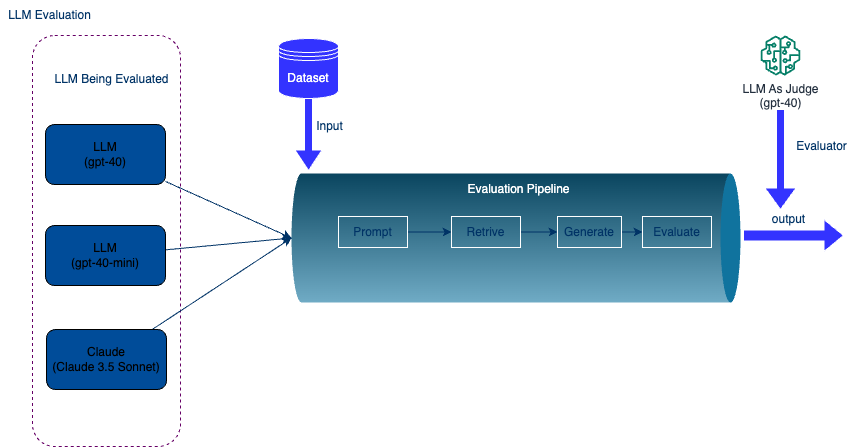 LLM Evaluation
LLM Being Evaluated
LLM
(gpt-40)
LLM
(gpt-40-mini)
Claude
(Claude 3.5 Sonnet)
Dataset
Input
Evaluation Pipeline
Prompt
Retrive
Generate
Evaluate
LLM As Judge
(gpt-40)
Evaluator
output